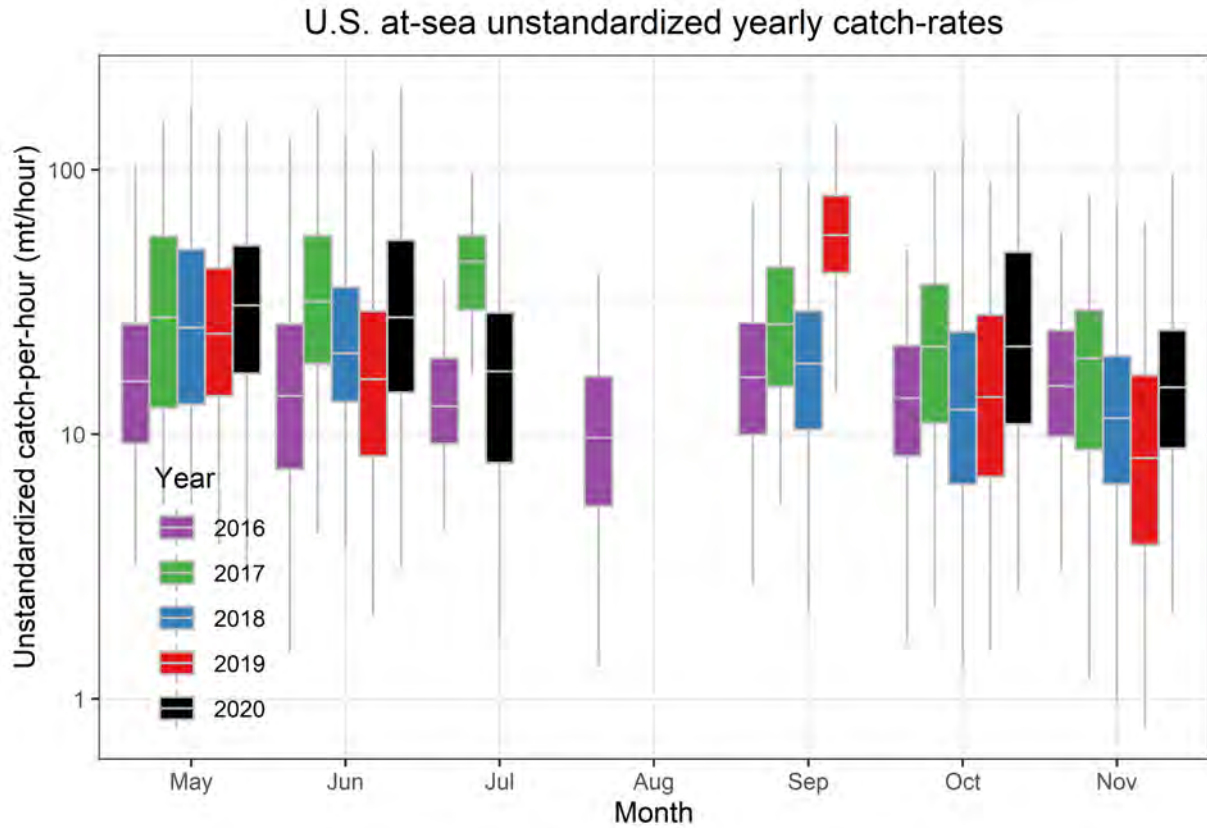 U.S. at-sea unstandardized yearly catch-rates
Unstandardized catch-per-hour (mt/hour)
100
10
1
Year
2016
2017
2018
2019
2020
May Jun Jul Aug Sep Oct Nov
Month